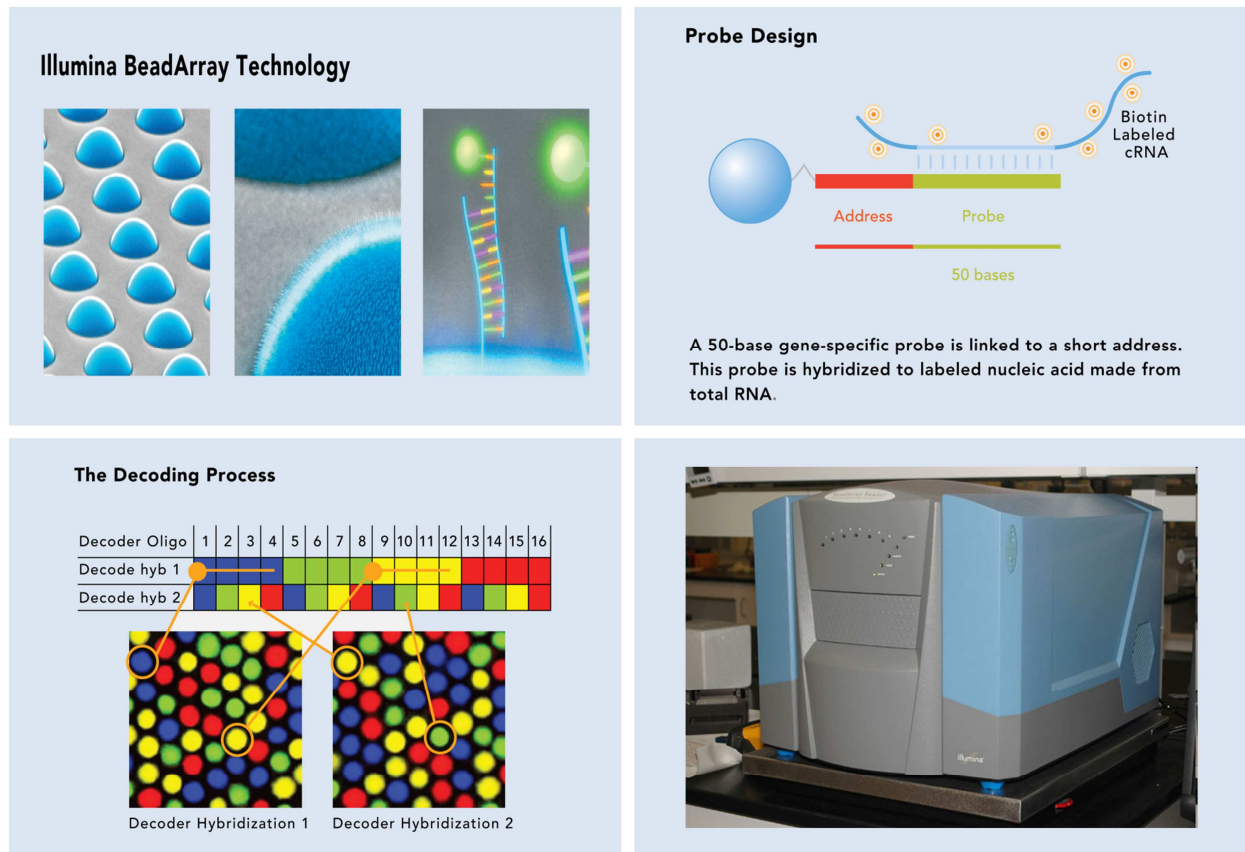 Illumina BeadArray Technology
Probe Design
Biotin
Labeled
cRNA
Address
Probe
50 bases
A 50-base gene-specific probe is linked to a short address.
This probe is hybridized to labeled nucleic acid made from
total RNA.
The Decoding Process
Decoder Oligo 1 2 3 4 5 6 7 8 9 10 11 12 13 14 15 16
Decode hyb 1
Decode hyb 2
Decoder Hybridization 1
Decoder Hybridization 2
illumina